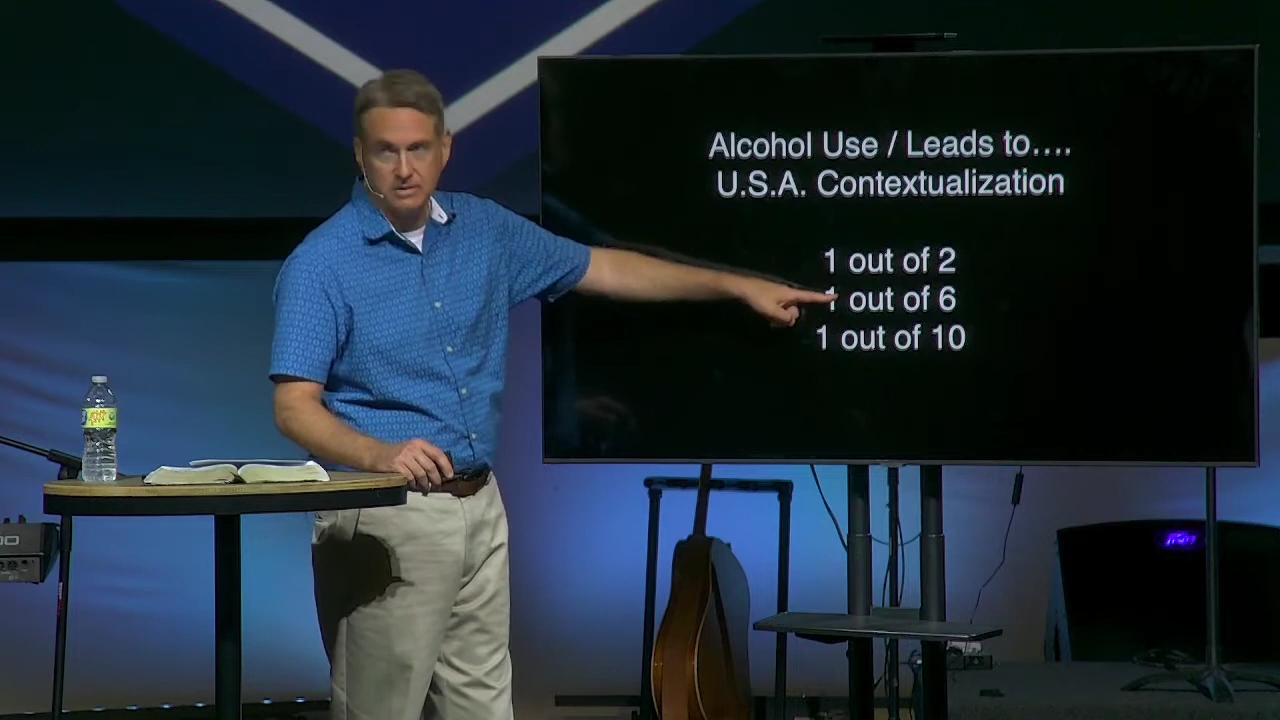 Alcohol Use / Leads to....
U.S.A. Contextualization
1 out of 2
1 out of 6
1 out of 10